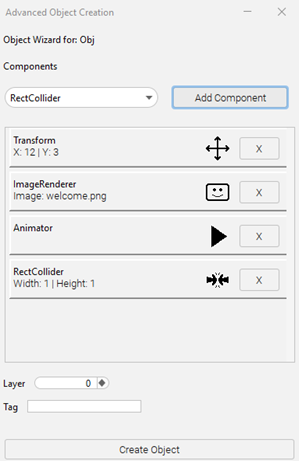 Advanced Object Creation
Object Wizard for: Obj
Components
RectCollider
Add Component
Transform
X: 12 | Y: 3
X
ImageRenderer
Image: welcome.png
X
Animator
X
RectCollider
Width: 1 | Height: 1
X
Layer
0
Tag
Create Object